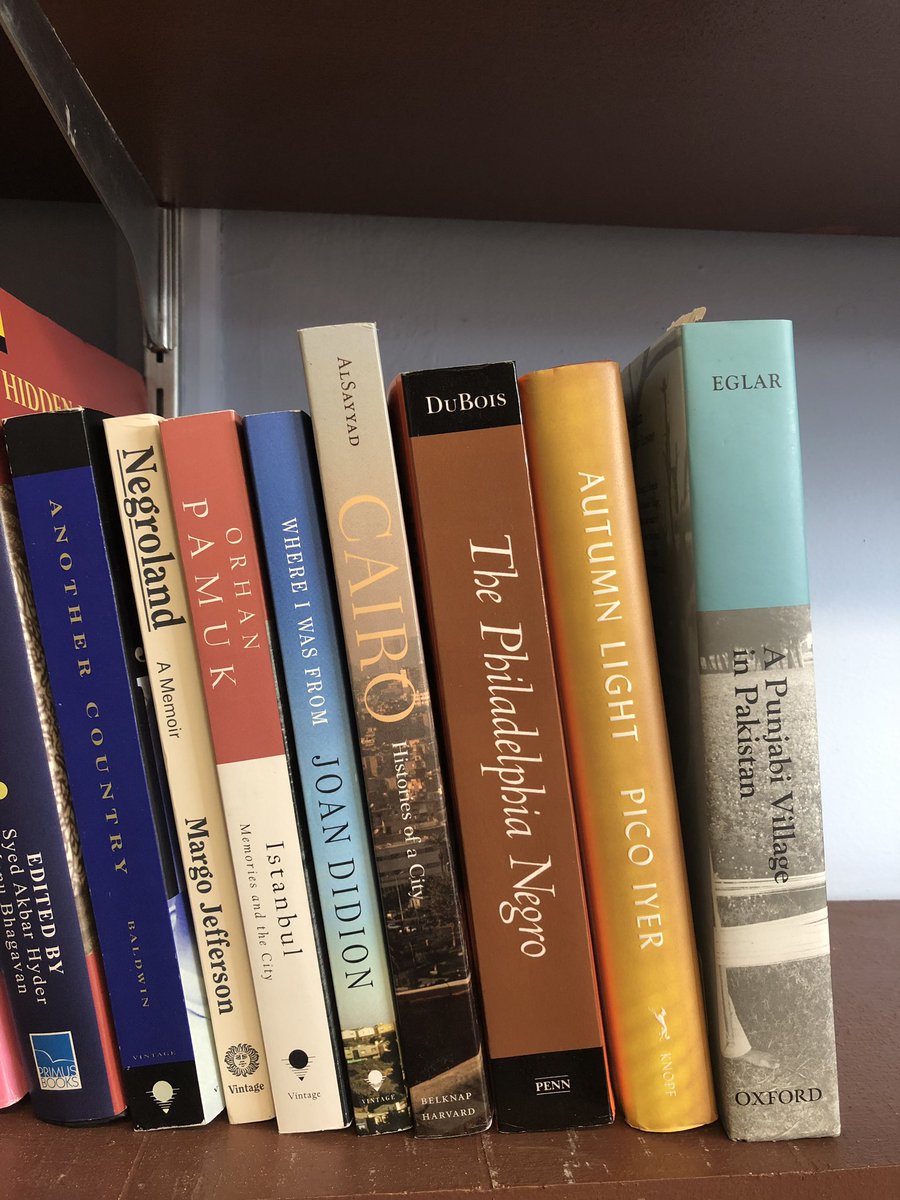 HIDDEN
EDITED BY
Syed Akbar Hyder
Bhagavan
PRIMUS
BOOKS
ANOTHER COUNTRY
BALDWIN
VINTAGE
Negroland
A Memoir
Margo Jefferson
Vintage
ORHAN
PAMUK
Istanbul
Memories and the City
Vintage
WHERE I WAS FROM
JOAN DIDION
VINTAGE
ALSAYYAD
CAIRO
Histories of a City
BELKNAP
HARVARD
DUBOIS
The Philadelphia Negro
PENN
AUTUMN LIGHT
PICO IYER
KNOPF
EGLAR
A Punjabi Village
in Pakistan
OXFORD